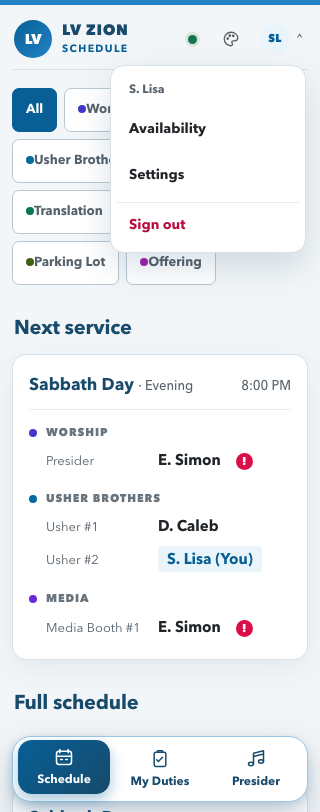 LV
LV ZION
SCHEDULE
SL
S. Lisa
Availability
Settings
Sign out
All
Usher
Translation
Parking Lot
Offering
Next service
Sabbath Day · Evening
8:00 PM
WORSHIP
Presider
E. Simon
!
USHER BROTHERS
Usher #1
D. Caleb
Usher #2
S. Lisa (You)
MEDIA
Media Booth #1
E. Simon
!
Full schedule
Schedule
My Duties
Presider